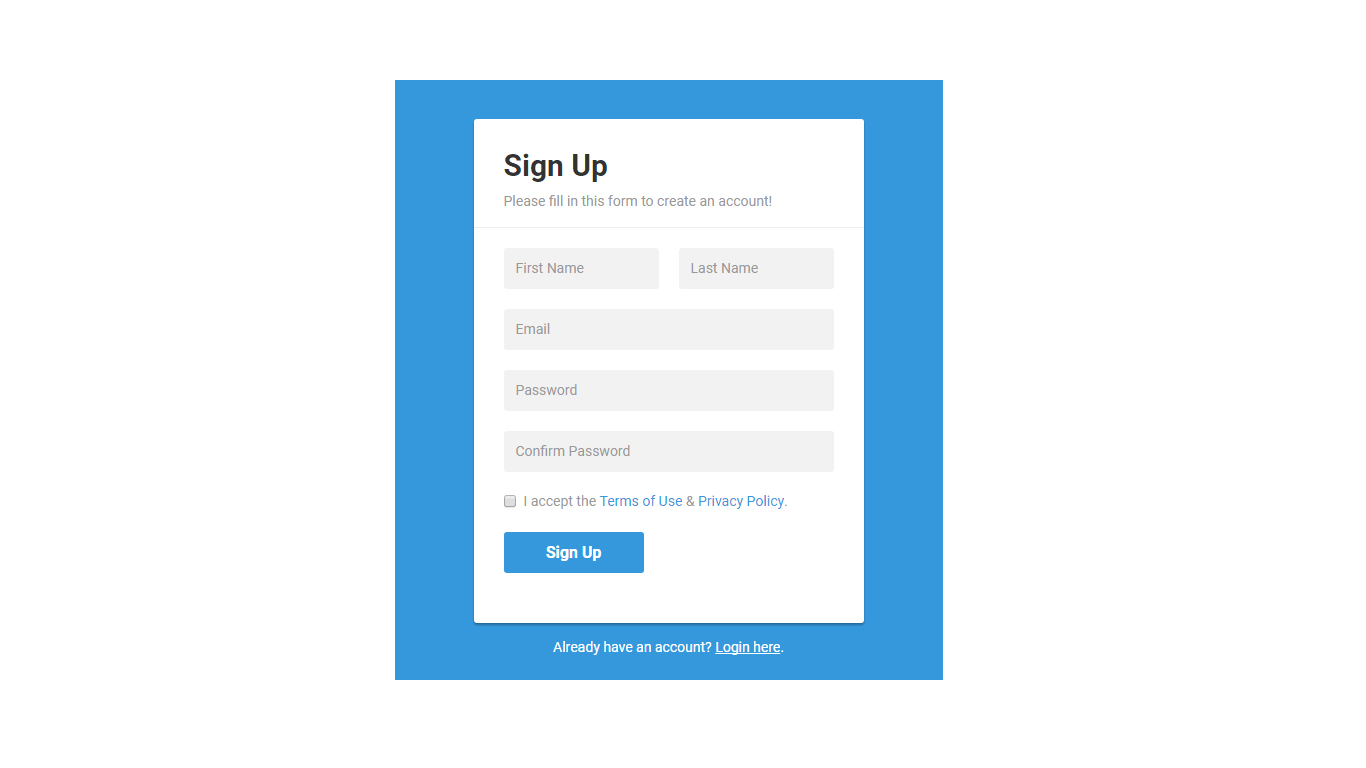 Sign Up
Please fill in this form to create an account!
First Name Last Name
Email
Password
Confirm Password
I accept the Terms of Use & Privacy Policy.
Sign Up
Already have an account? Login here.